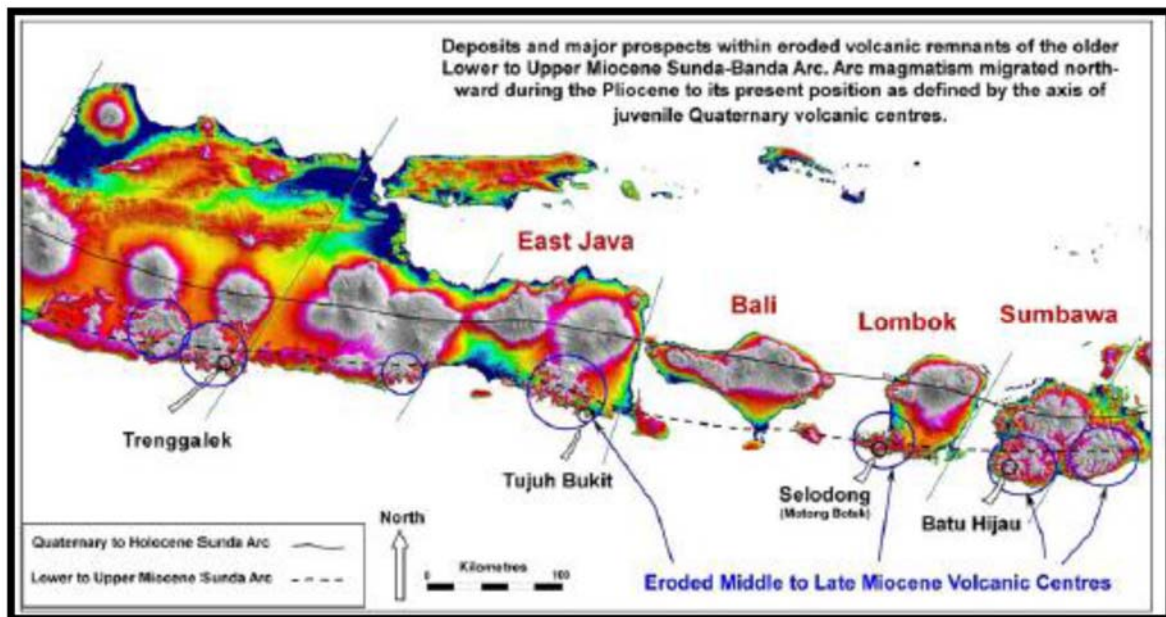 Deposits and major prospects within eroded volcanic remnants of the older
Lower to Upper Miocene Sunda-Banda Arc. Arc magmatism migrated north-
ward during the Pliocene to its present position as defined by the axis of
juvenile Quaternary volcanic centres.
East Java
Bali
Lombok
Sumbawa
Trenggalek
Tujuh Bukit
Selodong
(Motong Botek)
Batu Hijau
Quaternary to Holocene Sunda Arc
Lower to Upper Miocene Sunda Arc
North
Kilometres
0 100
Eroded Middle to Late Miocene Volcanic Centres